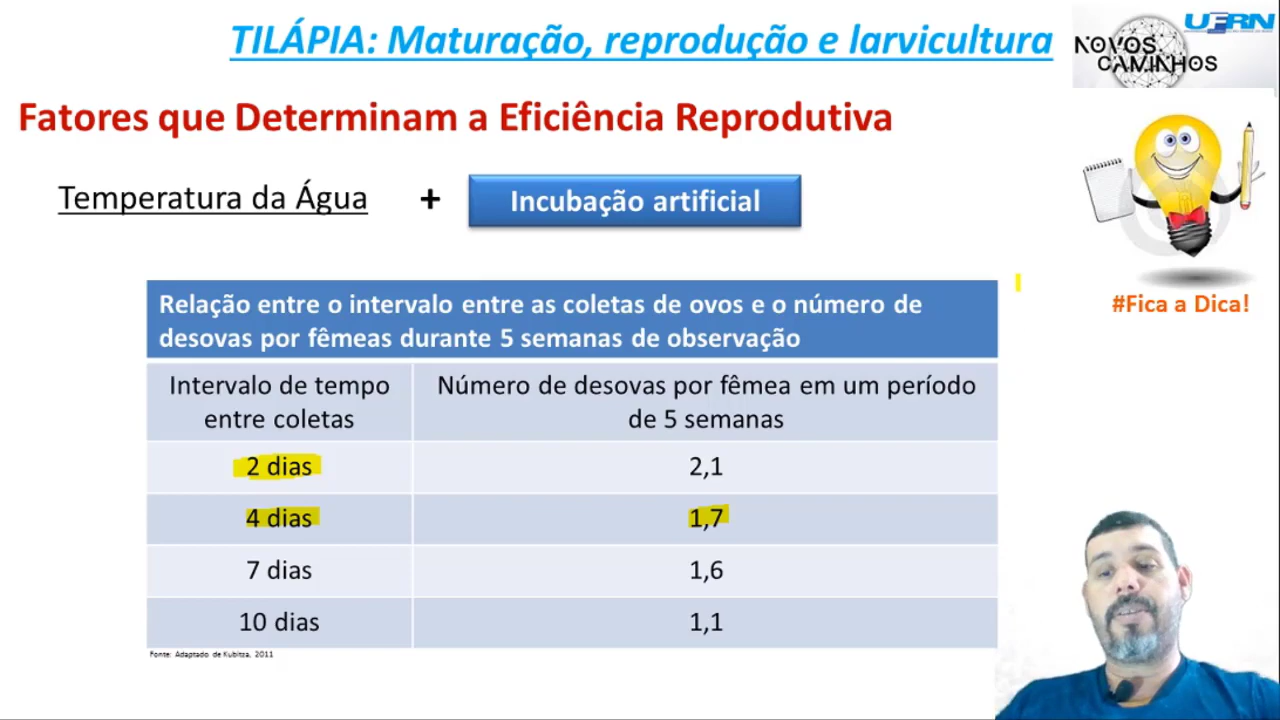 TILÁPIA: Maturação, reprodução e larvicultura
UFRN
NOVOS
CAMINHOS
Fatores que Determinam a Eficiência Reprodutiva
Temperatura da Água + Incubação artificial
#Fica a Dica!
Relação entre o intervalo entre as coletas de ovos e o número de
desovas por fêmeas durante 5 semanas de observação
Intervalo de tempo
entre coletas
Número de desovas por fêmea em um período
de 5 semanas
2 dias 2,1
4 dias 1,7
7 dias 1,6
10 dias 1,1
Fonte: Adaptado de Kubitza, 2011